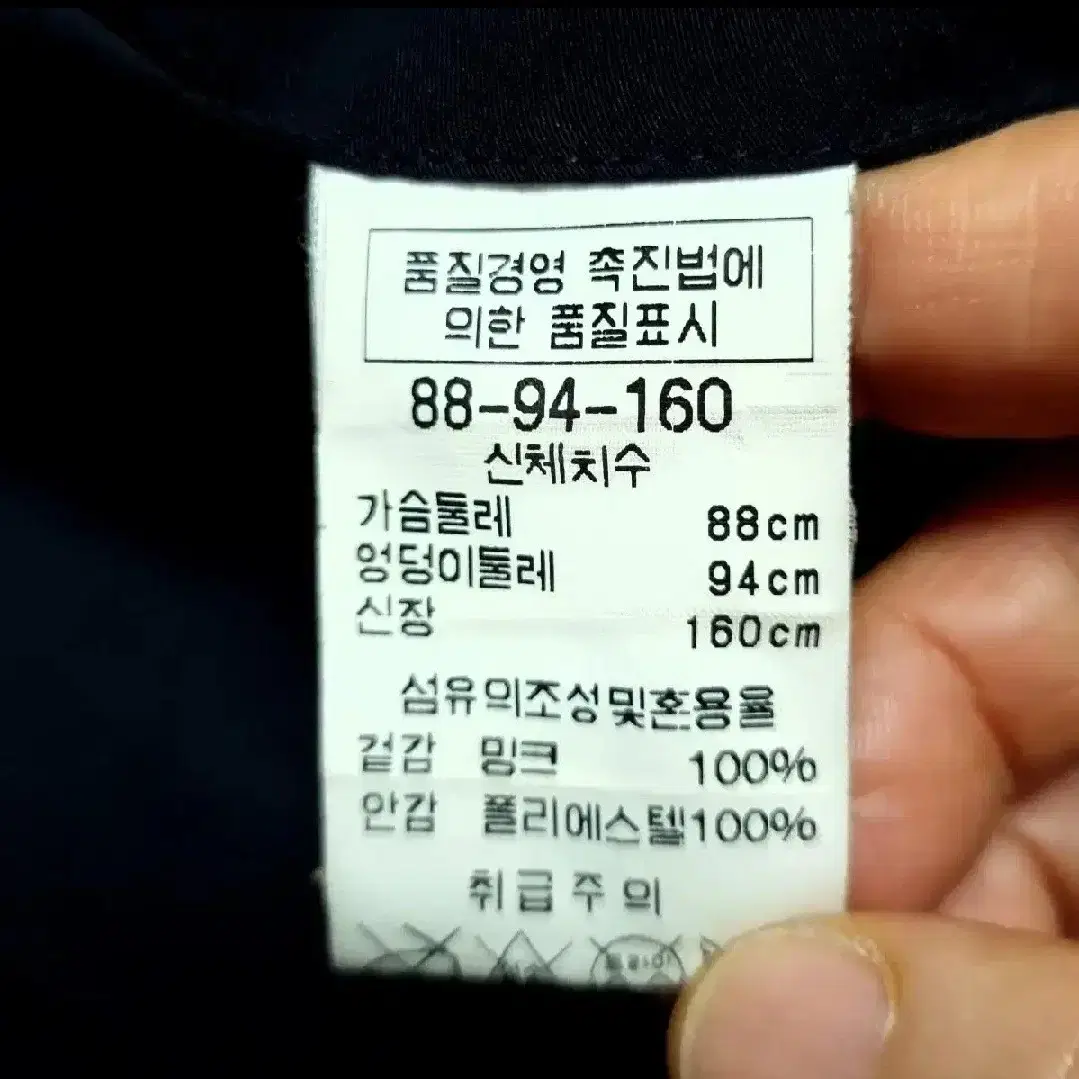 품질경영 촉진법에
의한 품질표시
88-94-160
신체치수
가슴둘레 88cm
엉덩이둘레 94cm
신장 160cm
섬유의조성및혼용율
겉감 밍크 100%
안감 폴리에스텔100%
취급주의